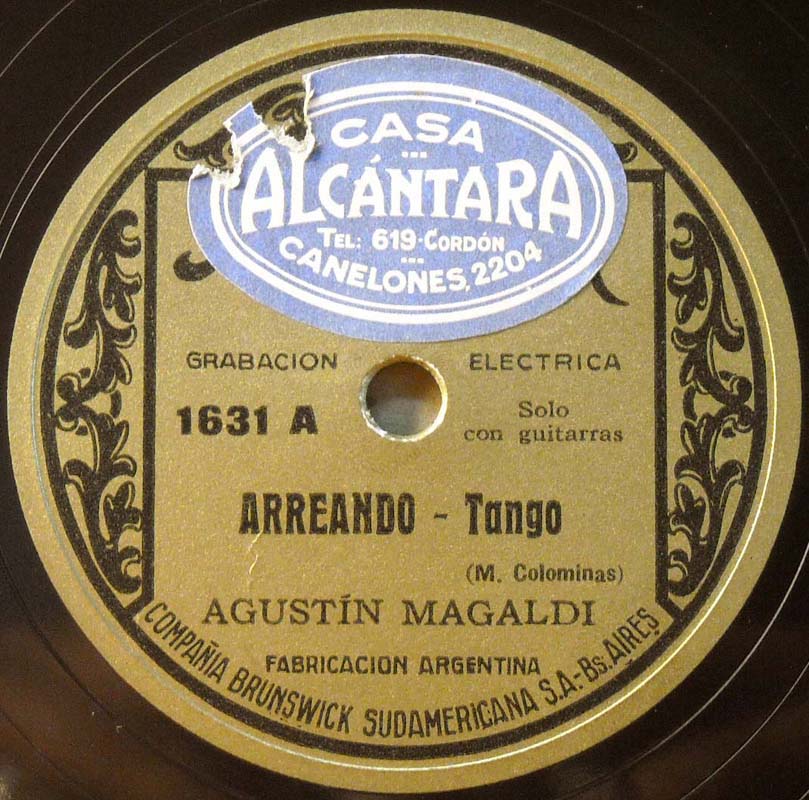 CASA
ALCÁNTARA
TEL: 619-CORDÓN
CANELONES, 2204
GRABACION ELECTRICA
1631 A
Solo
con guitarras
ARREANDO - Tango
(M. Colominas)
AGUSTÍN MAGALDI
FABRICACION ARGENTINA
COMPAÑIA BRUNSWICK SUDAMERICANA S.A.-Bs. AIRES